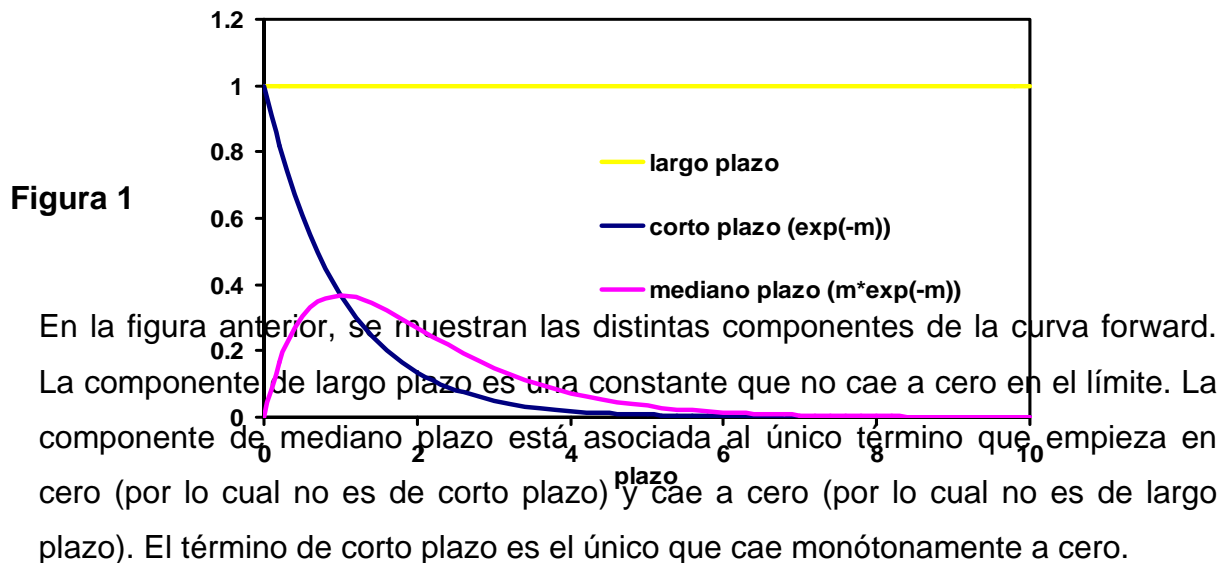 1.2
1
0.8
0.6
0.4
0.2
0
0 2 4 6 8 10
plazo
largo plazo
corto plazo (exp(-m))
mediano plazo (m*exp(-m))
Figura 1
En la figura anterior, se muestran las distintas componentes de la curva forward.
La componente de largo plazo es una constante que no cae a cero en el límite. La
componente de mediano plazo está asociada al único término que empieza en
cero (por lo cual no es de corto plazo) y cae a cero (por lo cual no es de largo
plazo). El término de corto plazo es el único que cae monótonamente a cero.